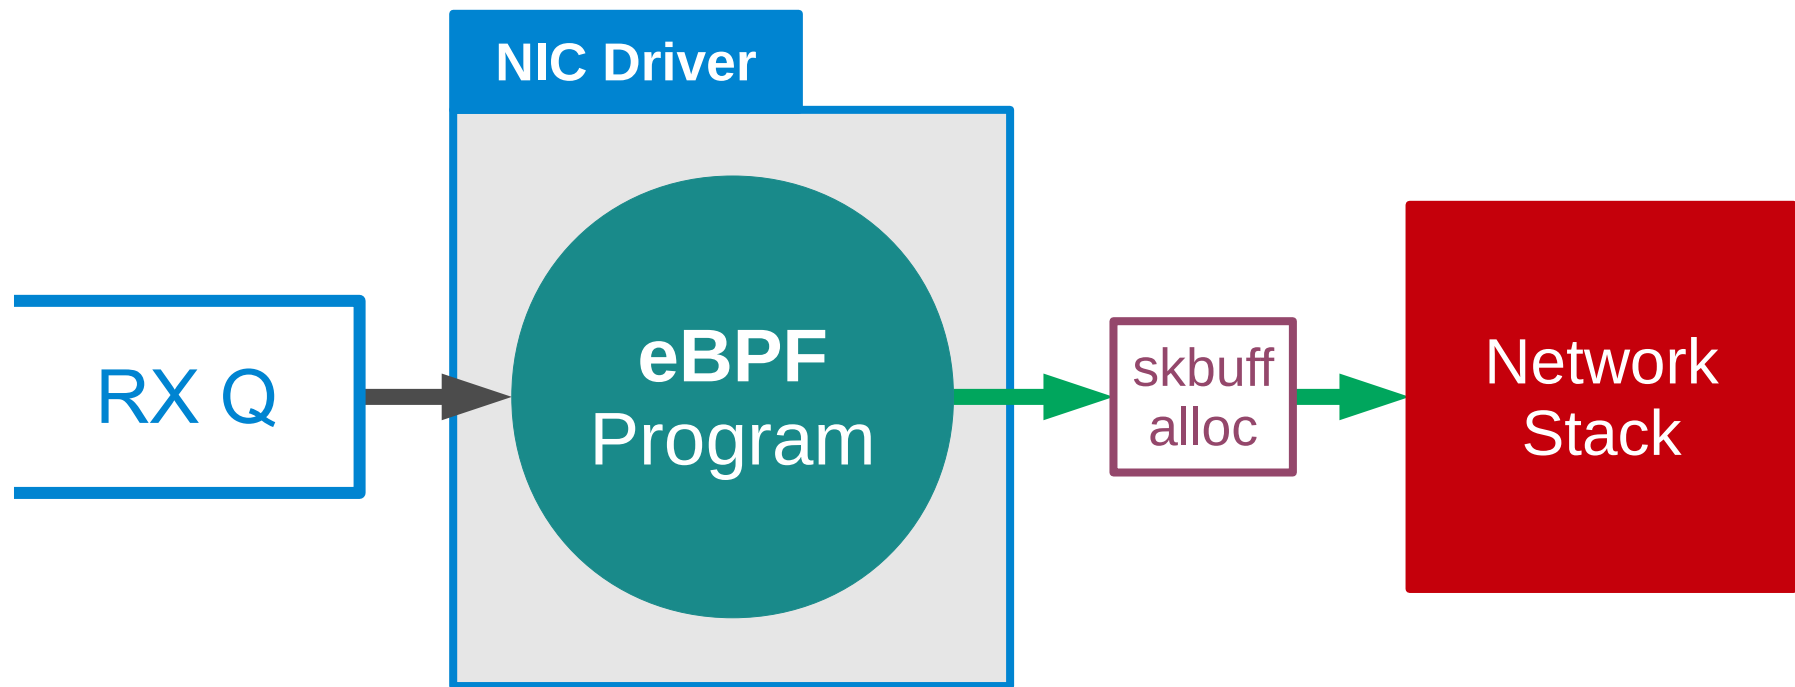 NIC Driver
RX Q
eBPF
Program
skbuff
alloc
Network
Stack